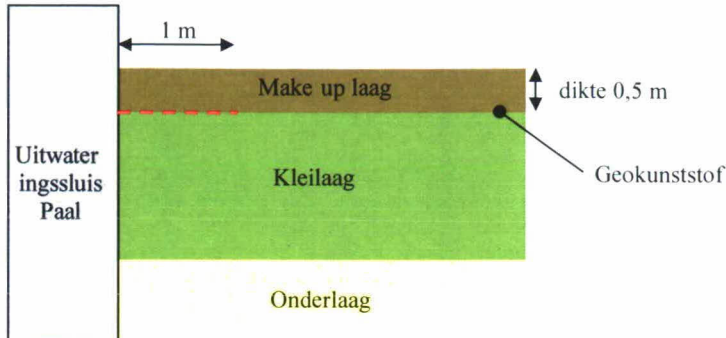 1 m
Make up laag
dikte 0,5 m
Uitwater
ingssluis
Paal
Kleilaag
Geokunststof
Onderlaag